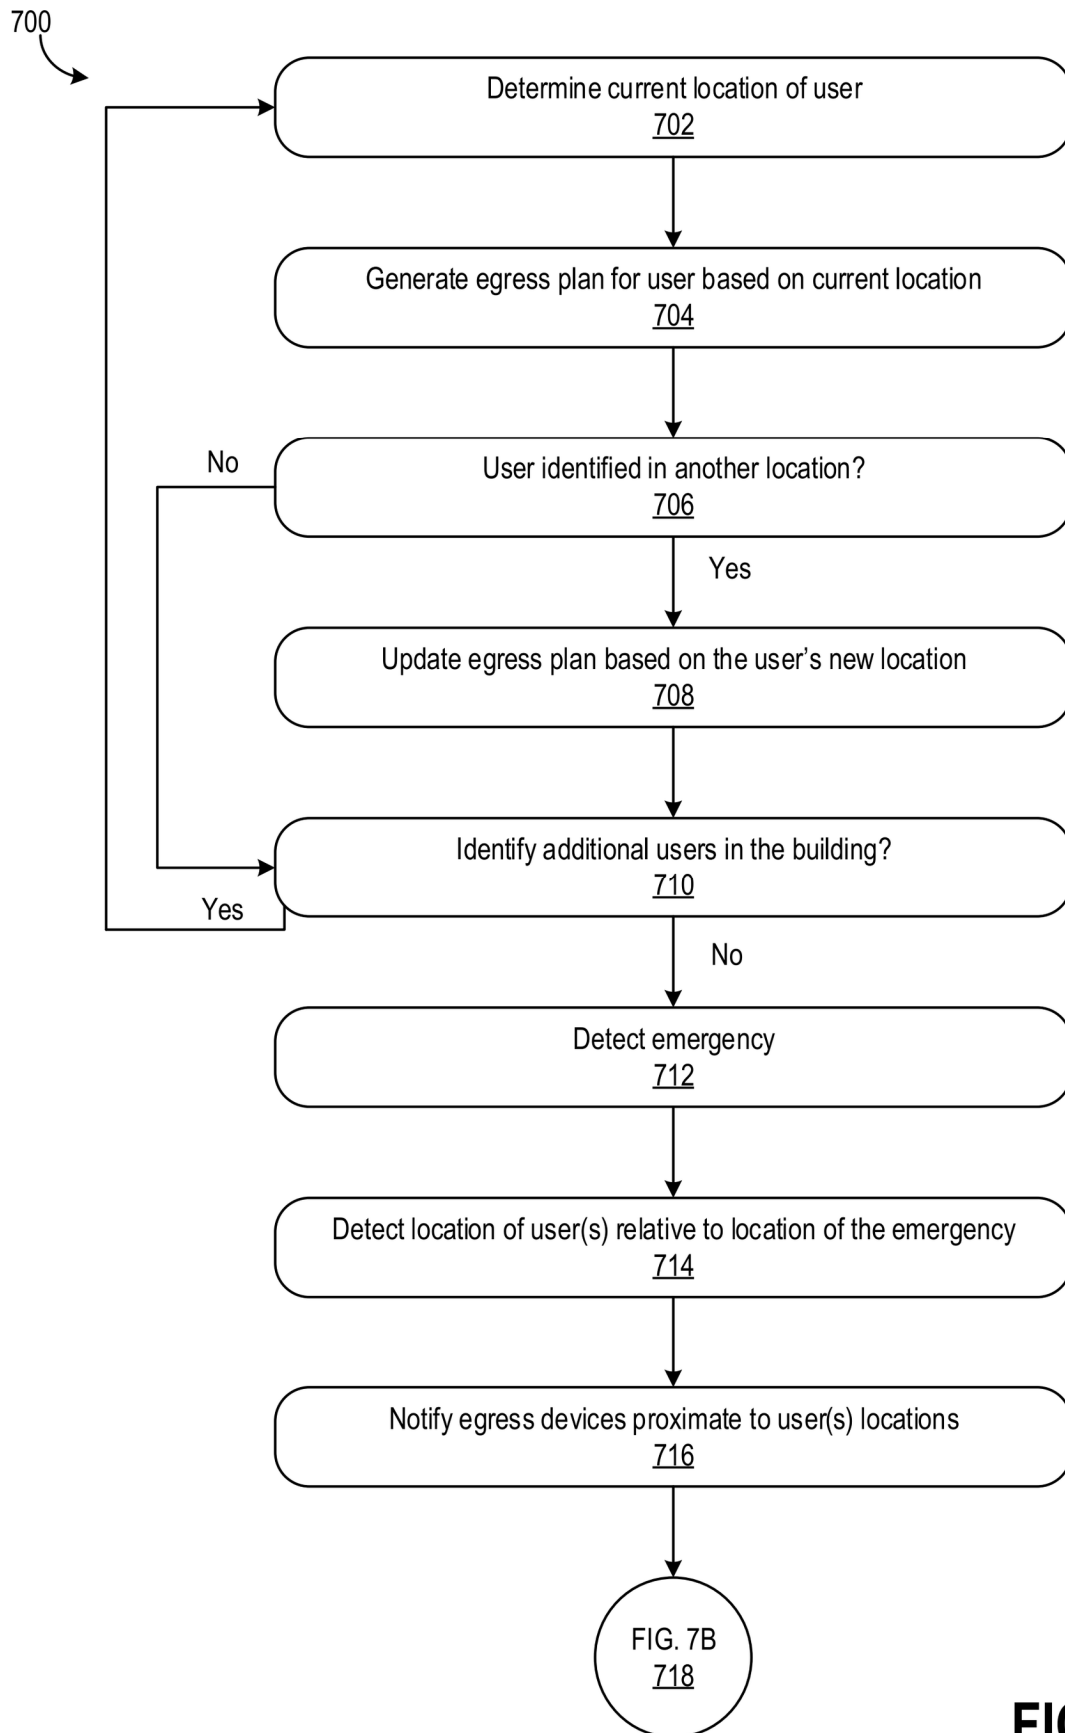 700
Determine current location of user
702
Generate egress plan for user based on current location
704
No
User identified in another location?
706
Yes
Update egress plan based on the user's new location
708
Identify additional users in the building?
710
Yes
No
Detect emergency
712
Detect location of user(s) relative to location of the emergency
714
Notify egress devices proximate to user(s) locations
716
FIG. 7B
718